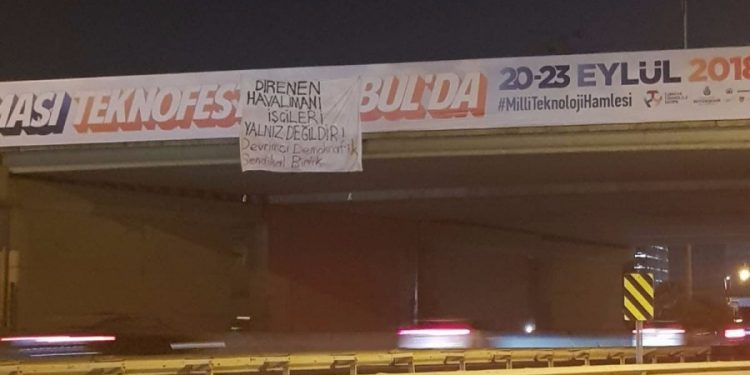 MASI TEKNOFEST BUL'DA
20-23 EYLÜL 2018
#MilliTeknolojiHamlesi
DİRENEN
HAVALİMANI
İŞÇİLERİ
YALNIZ DEĞİLDİR!
Devrimci Demokratik
Sendikal Birlik